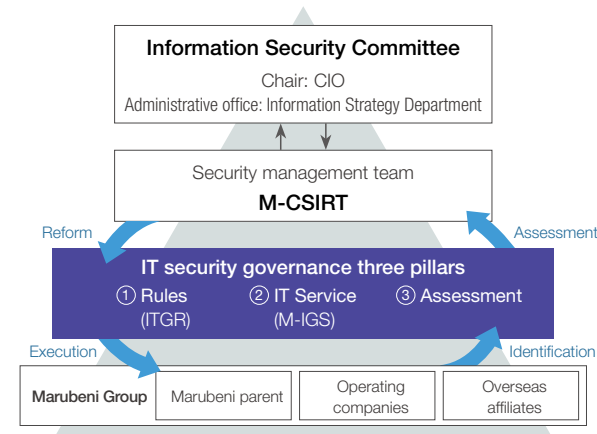 Information Security Committee
Chair: CIO
Administrative office: Information Strategy Department
Security management team
M-CSIRT
Reform
Assessment
IT security governance three pillars
① Rules
(ITGR)
② IT Service
(M-IGS)
③ Assessment
Execution
Identification
Marubeni Group
Marubeni parent
Operating
companies
Overseas
affiliates